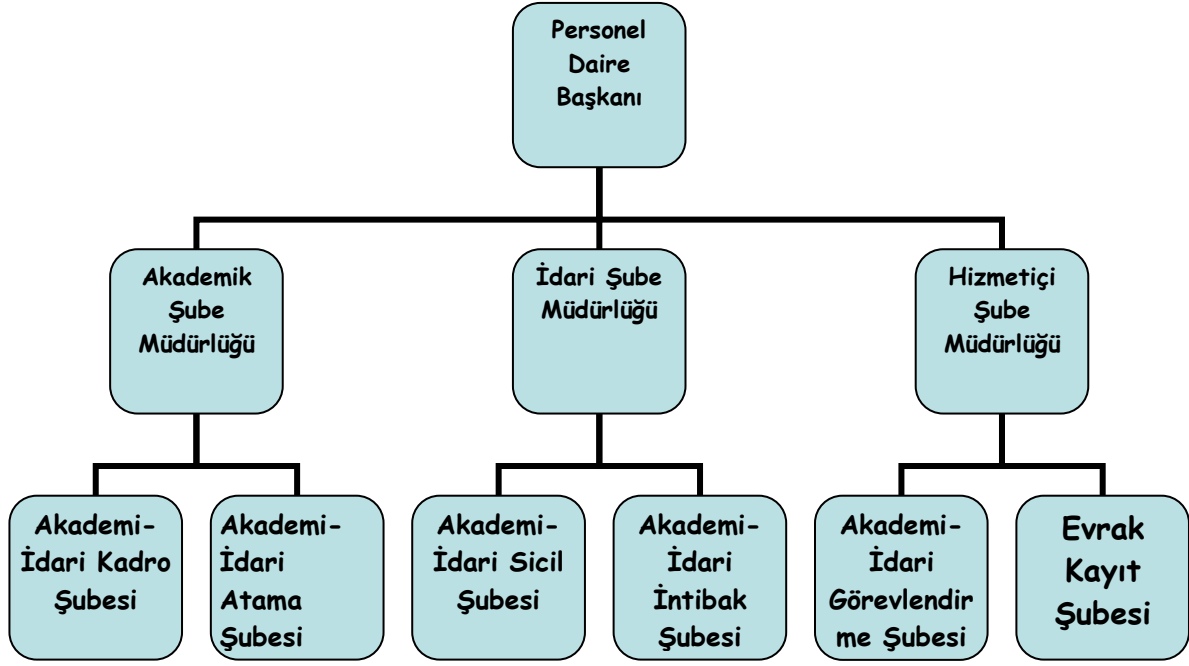 Personel
Daire
Başkanı
Akademik
Şube
Müdürlüğü
İdari Şube
Müdürlüğü
Hizmetiçi
Şube
Müdürlüğü
Akademi-
İdari Kadro
Şubesi
Akademi-
İdari
Atama
Şubesi
Akademi-
İdari Sicil
Şubesi
Akademi-
İdari
İntibak
Şubesi
Akademi-
İdari
Görevlendir
me Şubesi
Evrak
Kayıt
Şubesi